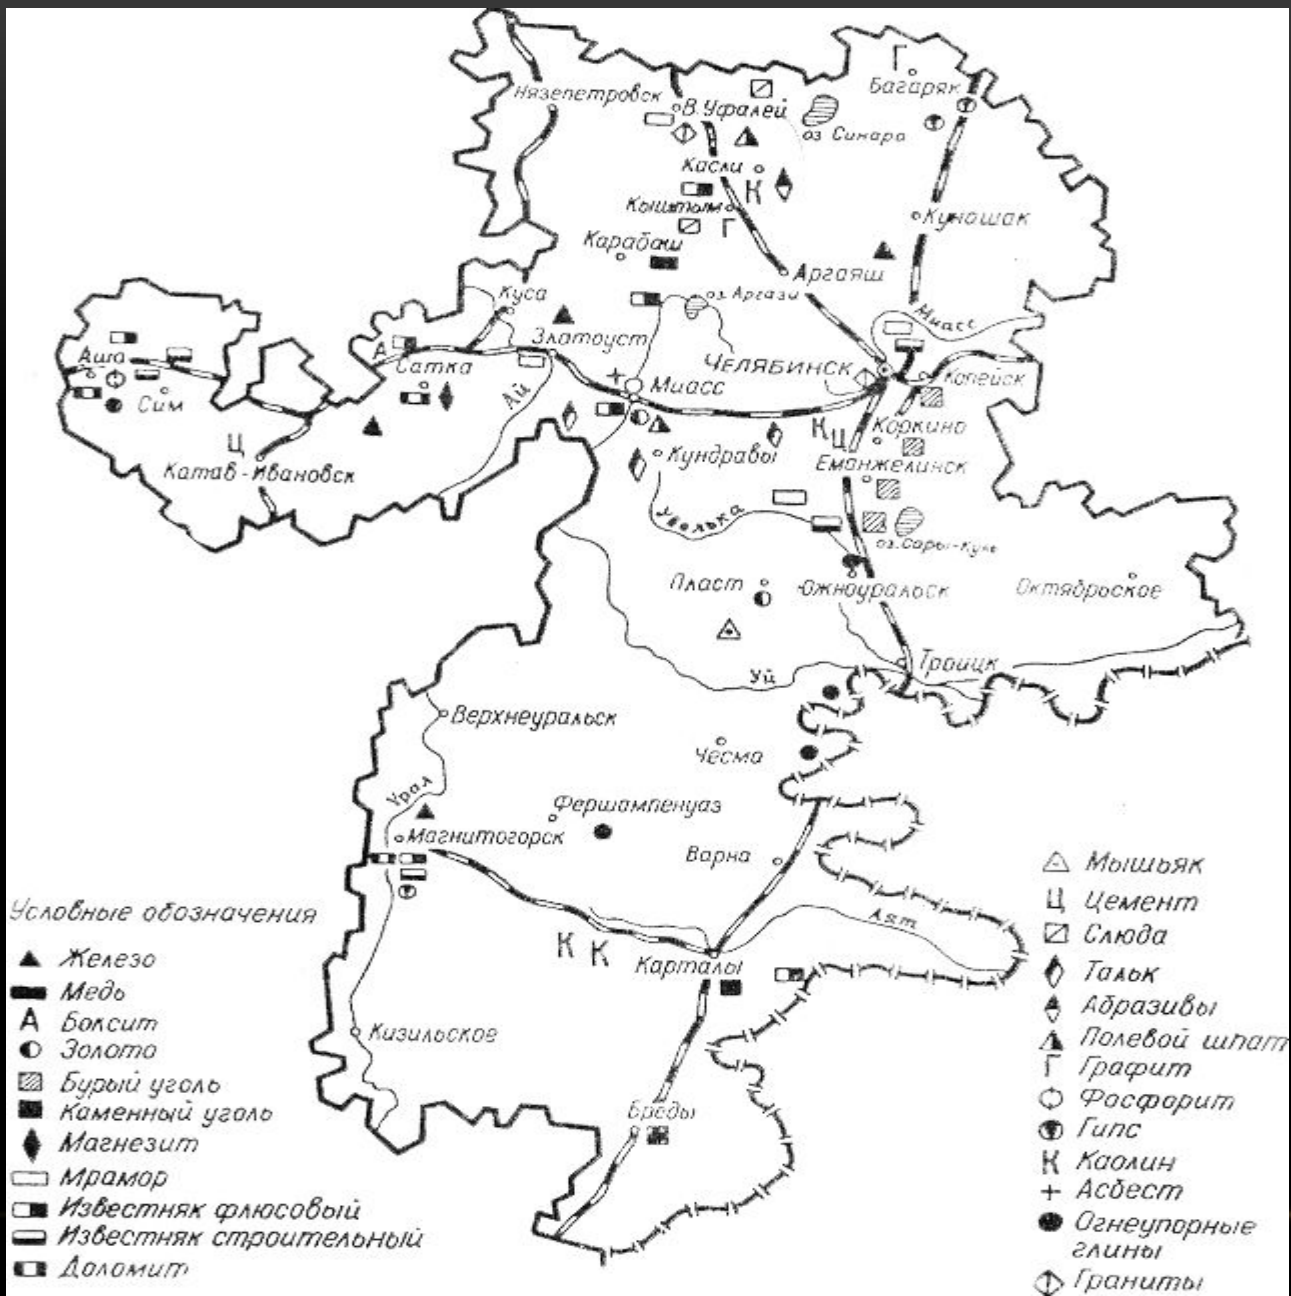 Нязепетровск
В. Уфалей
оз Синара
Г
Багаряк
Касли
К
Кыштым
Г
Карабаш
Кунашак
Аргаяш
оз. Аргази
Куса
Миасс
Златоуст
ЧЕЛЯБИНСК
Копейск
Аша
Сим
А
Сатка
Ай
Миасс
К
Ц
Коркино
Ц
Катав-Ивановск
Кундравы
Еманжелинск
Увелька
оз. Сары-Куль
Пласт
Южноуральск
Октябрьское
Уй
Троицк
Верхнеуральск
Чесма
Урал
Фершампенуаз
Магнитогорск
Варна
Аят
К К
Карталы
Кизильское
Бреды
Условные обозначения
Железо
Медь
А Боксит
Золото
Бурый уголь
Каменный уголь
Магнезит
Мрамор
Известняк флюсовый
Известняк строительный
Доломит
Мышьяк
Ц Цемент
Слюда
Тальк
Абразивы
Полевой шпат
Г Графит
Фосфорит
Гипс
К Каолин
Асбест
Огнеупорные
глины
Граниты